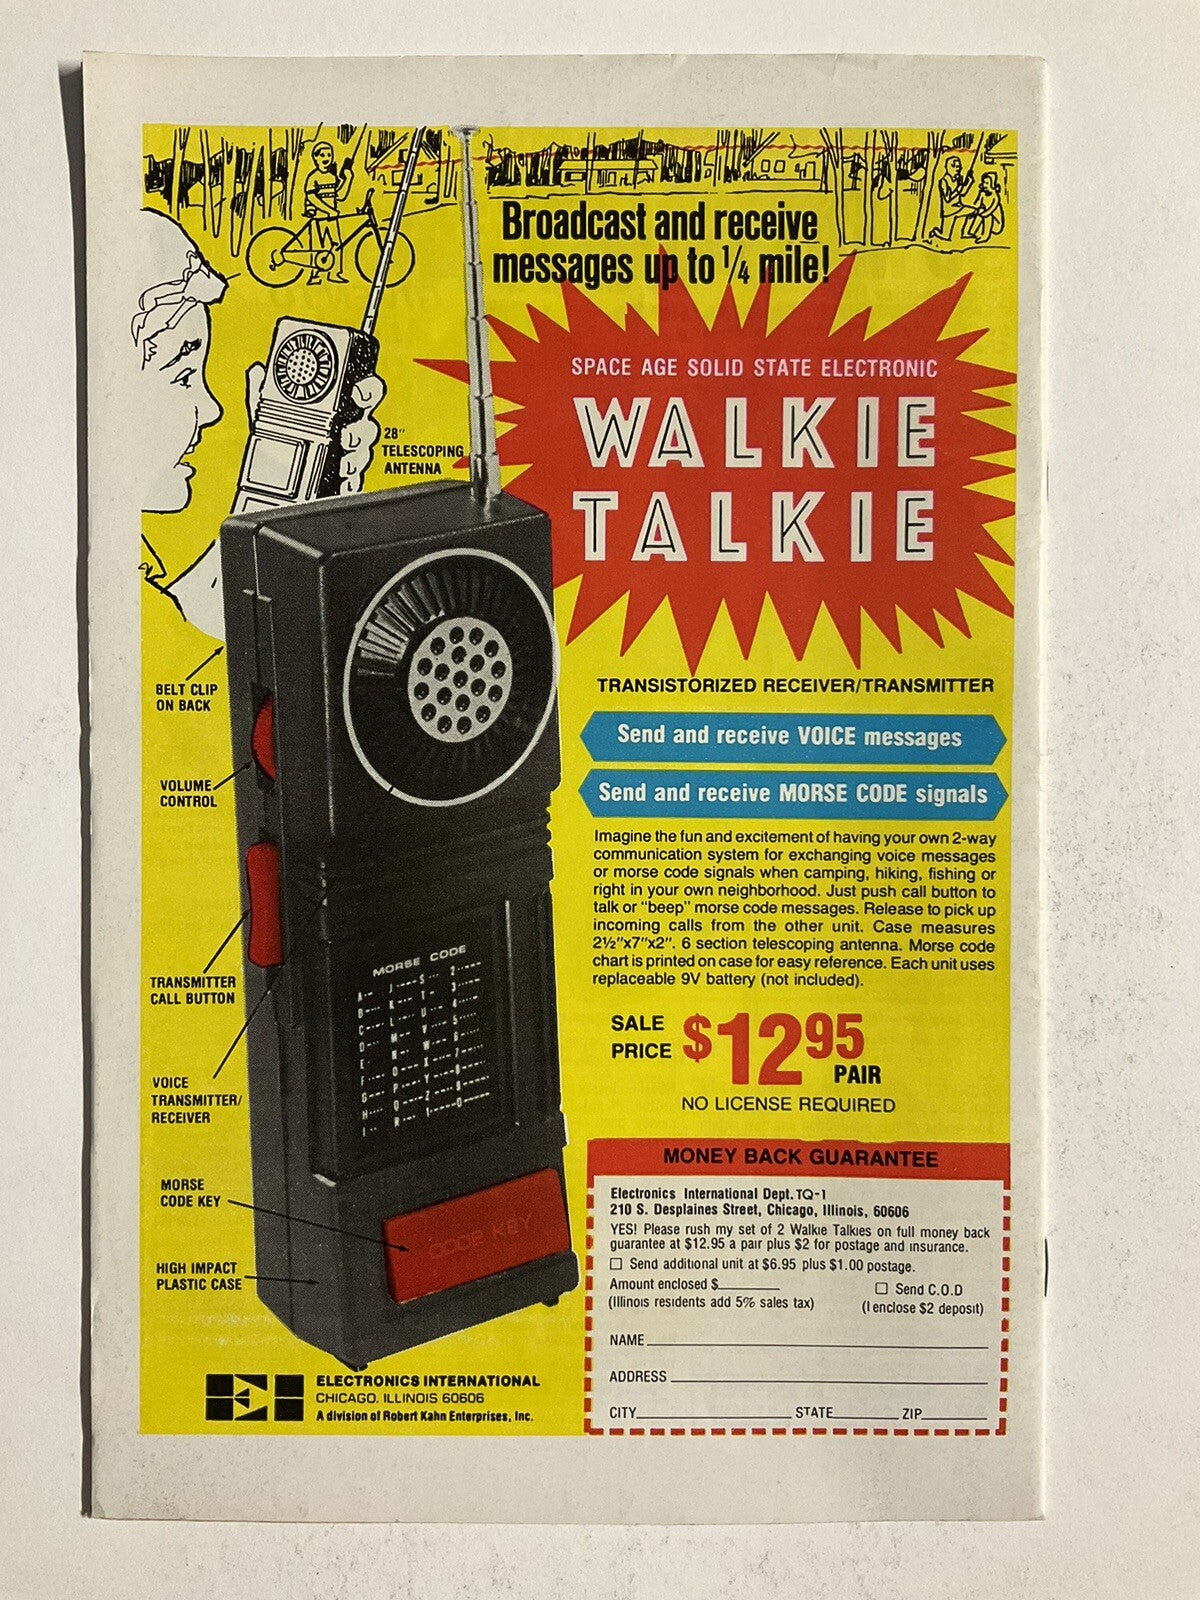 Broadcast and receive
messages up to 1/4 mile!
SPACE AGE SOLID STATE ELECTRONIC
WALKIE
TALKIE
28"
TELESCOPING
ANTENNA
BELT CLIP
ON BACK
VOLUME
CONTROL
TRANSMITTER
CALL BUTTON
VOICE
TRANSMITTER/
RECEIVER
MORSE
CODE KEY
HIGH IMPACT
PLASTIC CASE
MORSE CODE
CODE KEY
TRANSISTORIZED RECEIVER/TRANSMITTER
Send and receive VOICE messages
Send and receive MORSE CODE signals
Imagine the fun and excitement of having your own 2-way
communication system for exchanging voice messages
or morse code signals when camping, hiking, fishing or
right in your own neighborhood. Just push call button to
talk or "beep" morse code messages. Release to pick up
incoming calls from the other unit. Case measures
2½"x7"x2". 6 section telescoping antenna. Morse code
chart is printed on case for easy reference. Each unit uses
replaceable 9V battery (not included).
SALE
PRICE $1295
PAIR
NO LICENSE REQUIRED
MONEY BACK GUARANTEE
Electronics International Dept. TQ-1
210 S. Desplaines Street, Chicago, Illinois, 60606
YES! Please rush my set of 2 Walkie Talkies on full money back
guarantee at $12.95 a pair plus $2 for postage and insurance.
☐ Send additional unit at $6.95 plus $1.00 postage.
Amount enclosed $______ ☐ Send C.O.D
(Illinois residents add 5% sales tax) (I enclose $2 deposit)
NAME
ADDRESS
CITY STATE ZIP
ELECTRONICS INTERNATIONAL
CHICAGO, ILLINOIS 60606
A division of Robert Kahn Enterprises, Inc.